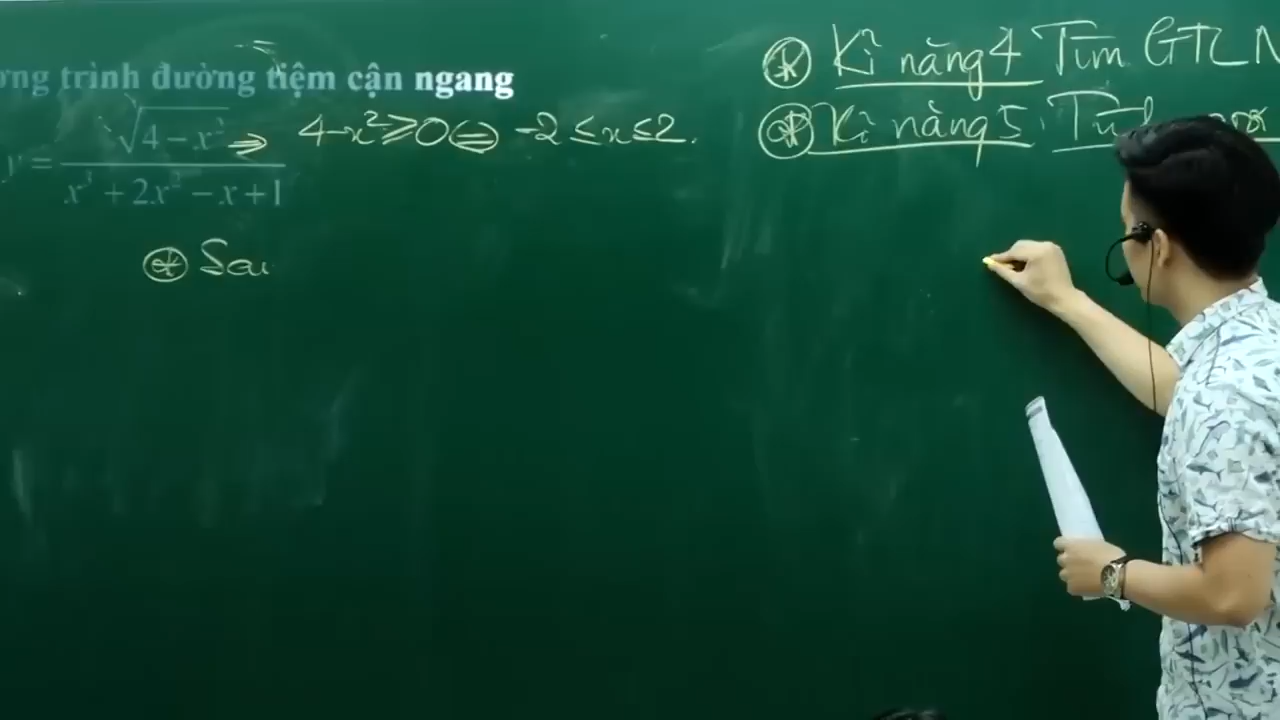 ơng trình đường tiệm cận ngang
y = √(4 − x²) / (x³ + 2x² − x + 1) ⇒ 4 − x² ≥ 0 ⇔ −2 ≤ x ≤ 2.
⊛ Sau
⊛ Kĩ năng 4 Tìm GTLN
⊛ Kĩ năng 5.